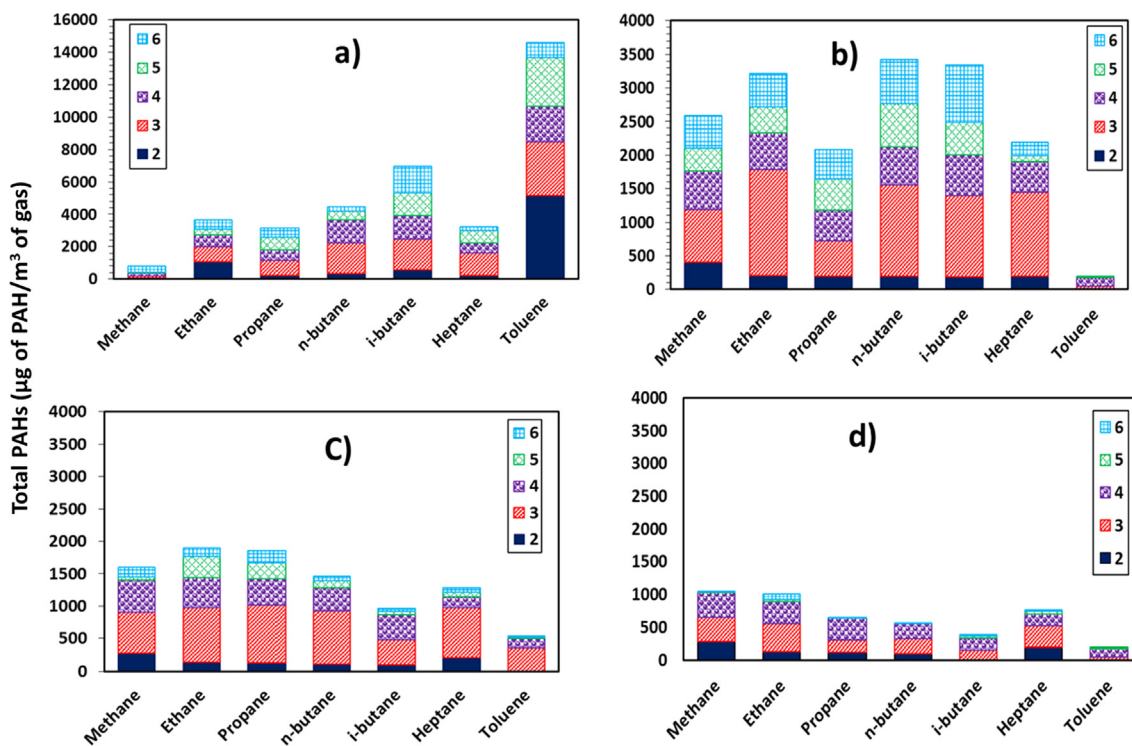 Total PAHs (µg of PAH/m³ of gas)
a)
16000
14000
12000
10000
8000
6000
4000
2000
0
6
5
4
3
2
Methane
Ethane
Propane
n-butane
i-butane
Heptane
Toluene
b)
4000
3500
3000
2500
2000
1500
1000
500
0
6
5
4
3
2
Methane
Ethane
Propane
n-butane
i-butane
Heptane
Toluene
C)
4000
3500
3000
2500
2000
1500
1000
500
0
6
5
4
3
2
Methane
Ethane
Propane
n-butane
i-butane
Heptane
Toluene
d)
4000
3500
3000
2500
2000
1500
1000
500
0
6
5
4
3
2
Methane
Ethane
Propane
n-butane
i-butane
Heptane
Toluene